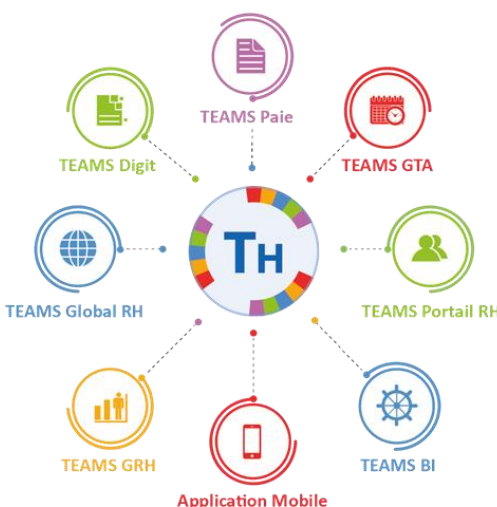 TEAMS Paie
TEAMS Digit
TEAMS GTA
TH
TEAMS Global RH
TEAMS Portail RH
TEAMS GRH
TEAMS BI
Application Mobile